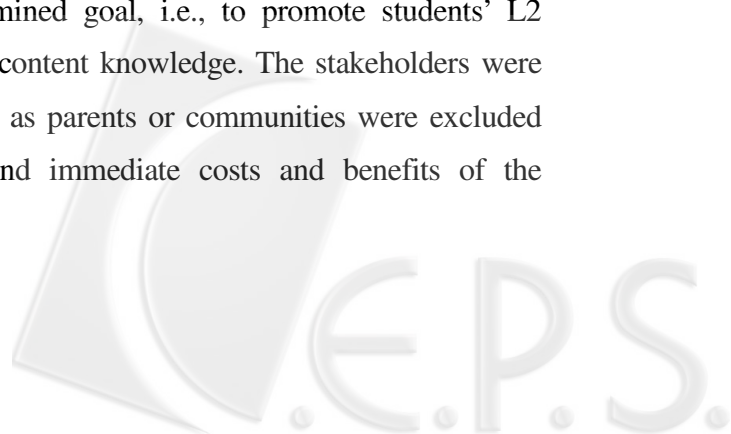 mined goal, i.e., to promote students’ L2
content knowledge. The stakeholders were
as parents or communities were excluded
nd immediate costs and benefits of the
C.E.P.S.